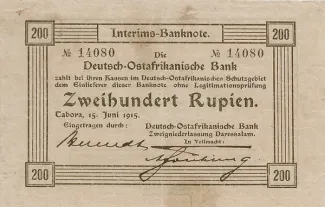 200 Interims-Banknote. 200
№ 14080 Die № 14080
Deutsch-Ostafrikanische Bank
zahlt bei ihren Kassen im Deutsch-Ostafrikanischen Schutzgebiet
dem Einlieferer dieser Banknote ohne Legitimationsprüfung
Zweihundert Rupien.
Tabora, 15. Juni 1915.
Eingetragen durch: Deutsch-Ostafrikanische Bank
Zweigniederlassung Daressalam.
In Vollmacht:
200 200